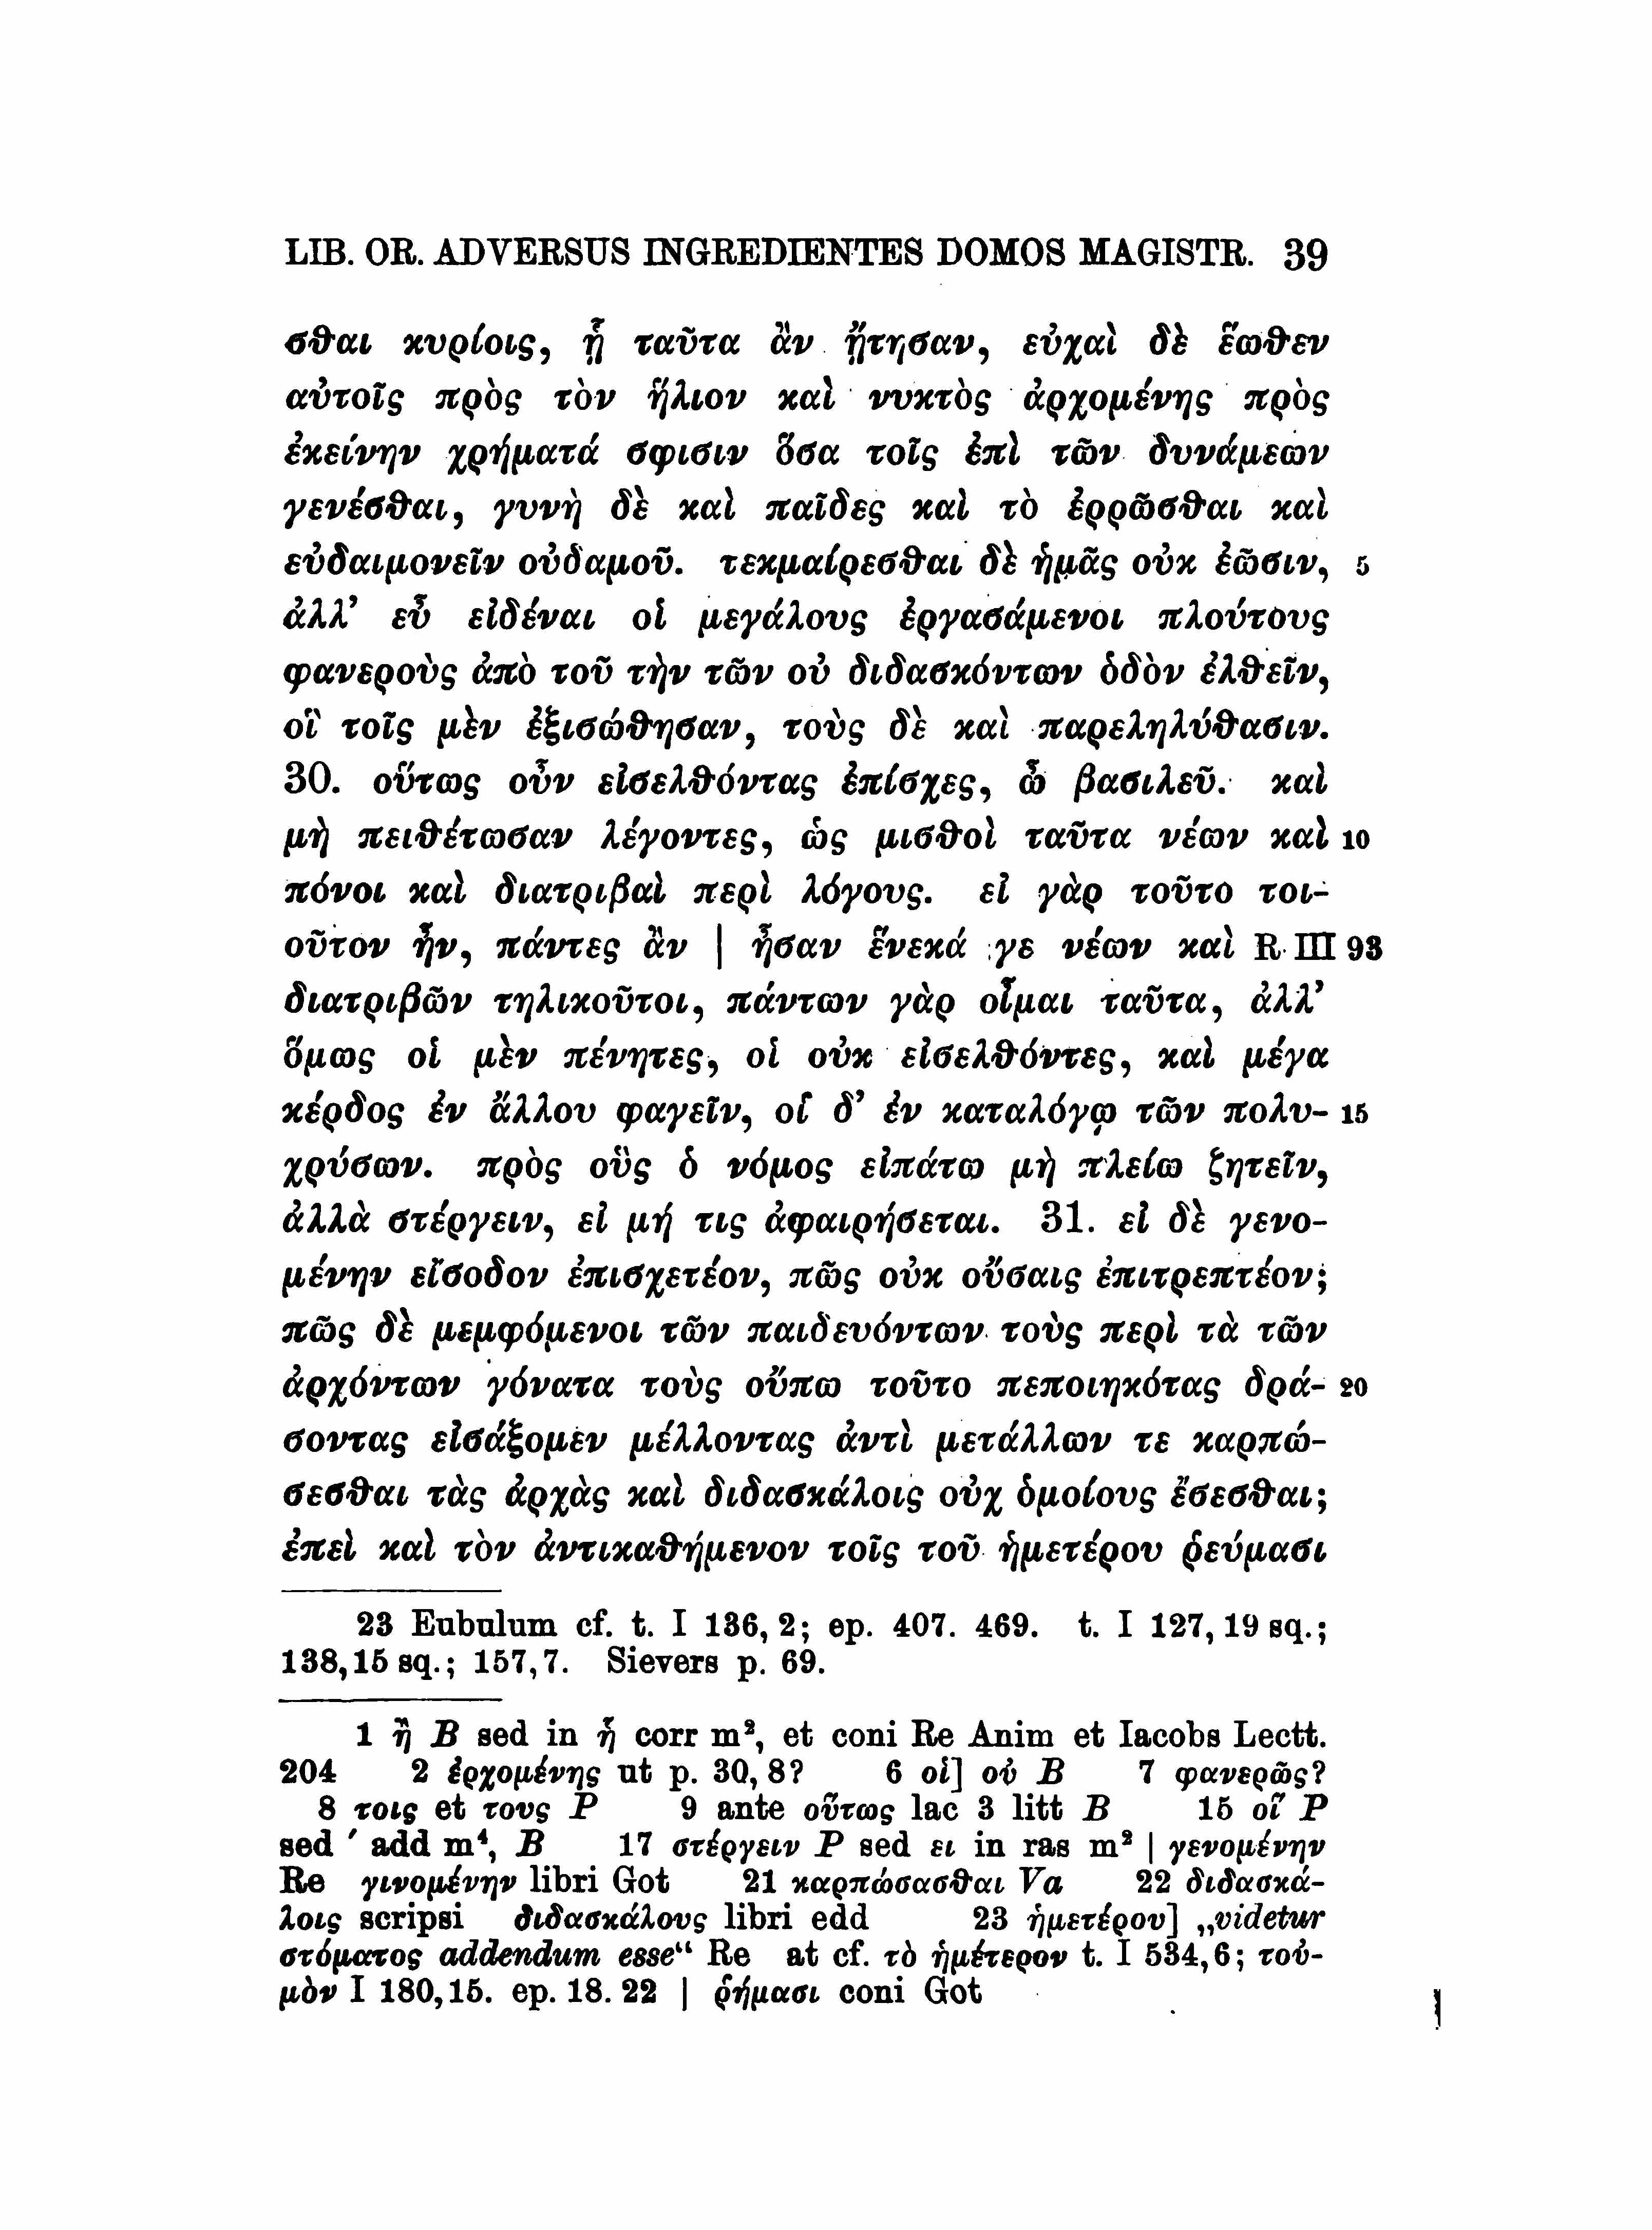 LIB. OR. ADVERSUS INGREDIENTES DOMOS MAGISTR. 39
σθαι κυρίοις, ᾗ ταῦτα ἂν ᾔτησαν, εὐχαὶ δὲ ἕωθεν
αὐτοῖς πρὸς τὸν ἥλιον καὶ νυκτὸς ἀρχομένης πρὸς
ἐκείνην χρήματά σφισιν ὅσα τοῖς ἐπὶ τῶν δυνάμεων
γενέσθαι, γυνὴ δὲ καὶ παῖδες καὶ τὸ ἐρρῶσθαι καὶ
εὐδαιμονεῖν οὐδαμοῦ. τεκμαίρεσθαι δὲ ἡμᾶς οὐκ ἐῶσιν, 5
ἀλλ’ εὖ εἰδέναι οἱ μεγάλους ἐργασάμενοι πλούτους
φανεροὺς ἀπὸ τοῦ τὴν τῶν οὐ διδασκόντων ὁδὸν ἐλθεῖν,
οἳ τοῖς μὲν ἐξισώθησαν, τοὺς δὲ καὶ παρεληλύθασιν.
30. οὕτως οὖν εἰσελθόντας ἐπίσχες, ὦ βασιλεῦ. καὶ
μὴ πειθέτωσαν λέγοντες, ὡς μισθοὶ ταῦτα νέων καὶ 10
πόνοι καὶ διατριβαὶ περὶ λόγους. εἰ γὰρ τοῦτο τοι-
οῦτον ἦν, πάντες ἂν | ἦσαν ἕνεκά γε νέων καὶ R III 93
διατριβῶν τηλικοῦτοι, πάντων γὰρ οἶμαι ταῦτα, ἀλλ’
ὅμως οἱ μὲν πένητες, οἱ οὐκ εἰσελθόντες, καὶ μέγα
κέρδος ἐν ἄλλου φαγεῖν, οἵ δ’ ἐν καταλόγῳ τῶν πολυ- 15
χρύσων. πρὸς οὓς ὁ νόμος εἰπάτω μὴ πλείω ζητεῖν,
ἀλλὰ στέργειν, εἰ μή τις ἀφαιρήσεται. 31. εἰ δὲ γενο-
μένην εἴσοδον ἐπισχετέον, πῶς οὐκ οὔσαις ἐπιτρεπτέον;
πῶς δὲ μεμφόμενοι τῶν παιδευόντων τοὺς περὶ τὰ τῶν
ἀρχόντων γόνατα τοὺς οὔπω τοῦτο πεποιηκότας δρά- 20
σοντας εἰσάξομεν μέλλοντας ἀντὶ μετάλλων τε καρπώ-
σεσθαι τὰς ἀρχὰς καὶ διδασκάλοις οὐχ ὁμοίους ἔσεσθαι;
ἐπεὶ καὶ τὸν ἀντικαθήμενον τοῖς τοῦ ἡμετέρου ῥεύμασι
23 Eubulum cf. t. I 136, 2; ep. 407. 469. t. I 127, 19 sq.;
138, 15 sq.; 157, 7. Sievers p. 69.
1 ἢ B sed in ᾗ corr m², et coni Re Anim et Iacobs Lectt.
204 2 ἐρχομένης ut p. 30, 8? 6 οἱ] οὐ B 7 φανερῶς?
8 τοις et τους P 9 ante οὕτως lac 3 litt B 15 οἵ P
sed ′ add m⁴, B 17 στέργειν P sed ει in ras m² | γενομένην
Re γινομένην libri Got 21 καρπώσασθαι Va 22 διδασκά-
λοις scripsi διδασκάλους libri edd 23 ἡμετέρου] „videtur
στόματος addendum esse“ Re at cf. τὸ ἡμέτερον t. I 534, 6; τοὐ-
μὸν I 180, 15. ep. 18. 22 | ῥήμασι coni Got